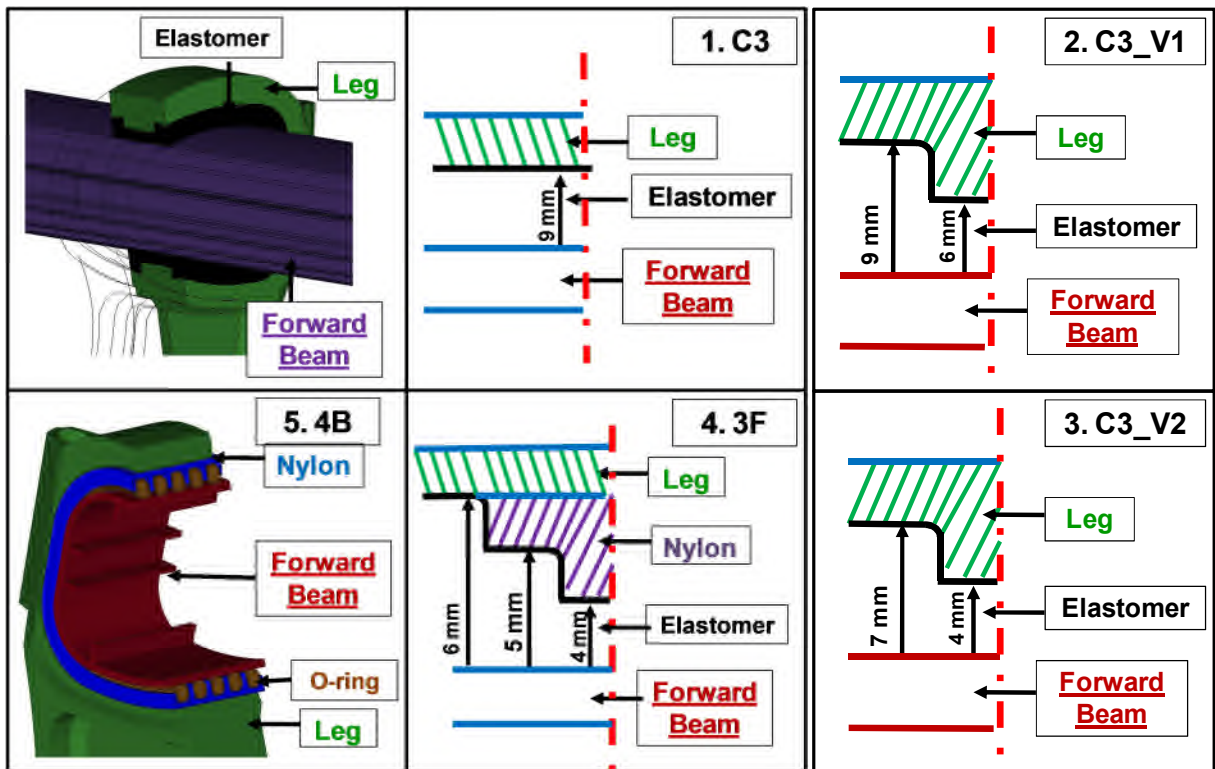 Elastomer
Leg
Forward
Beam
1. C3
Leg
Elastomer
9 mm
Forward
Beam
2. C3_V1
Leg
Elastomer
9 mm
6 mm
Forward
Beam
5. 4B
Nylon
Forward
Beam
O-ring
Leg
4. 3F
Leg
Nylon
Elastomer
6 mm
5 mm
4 mm
Forward
Beam
3. C3_V2
Leg
Elastomer
7 mm
4 mm
Forward
Beam